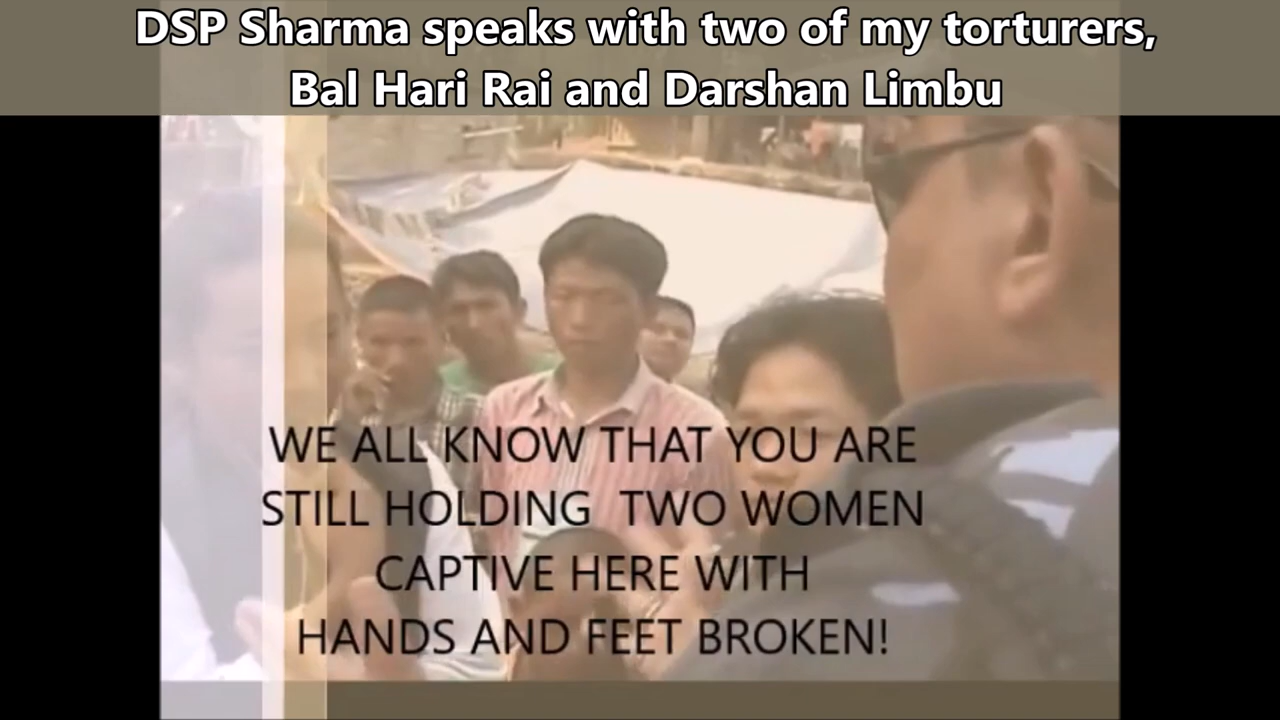 DSP Sharma speaks with two of my torturers,
Bal Hari Rai and Darshan Limbu
WE ALL KNOW THAT YOU ARE
STILL HOLDING TWO WOMEN
CAPTIVE HERE WITH
HANDS AND FEET BROKEN!